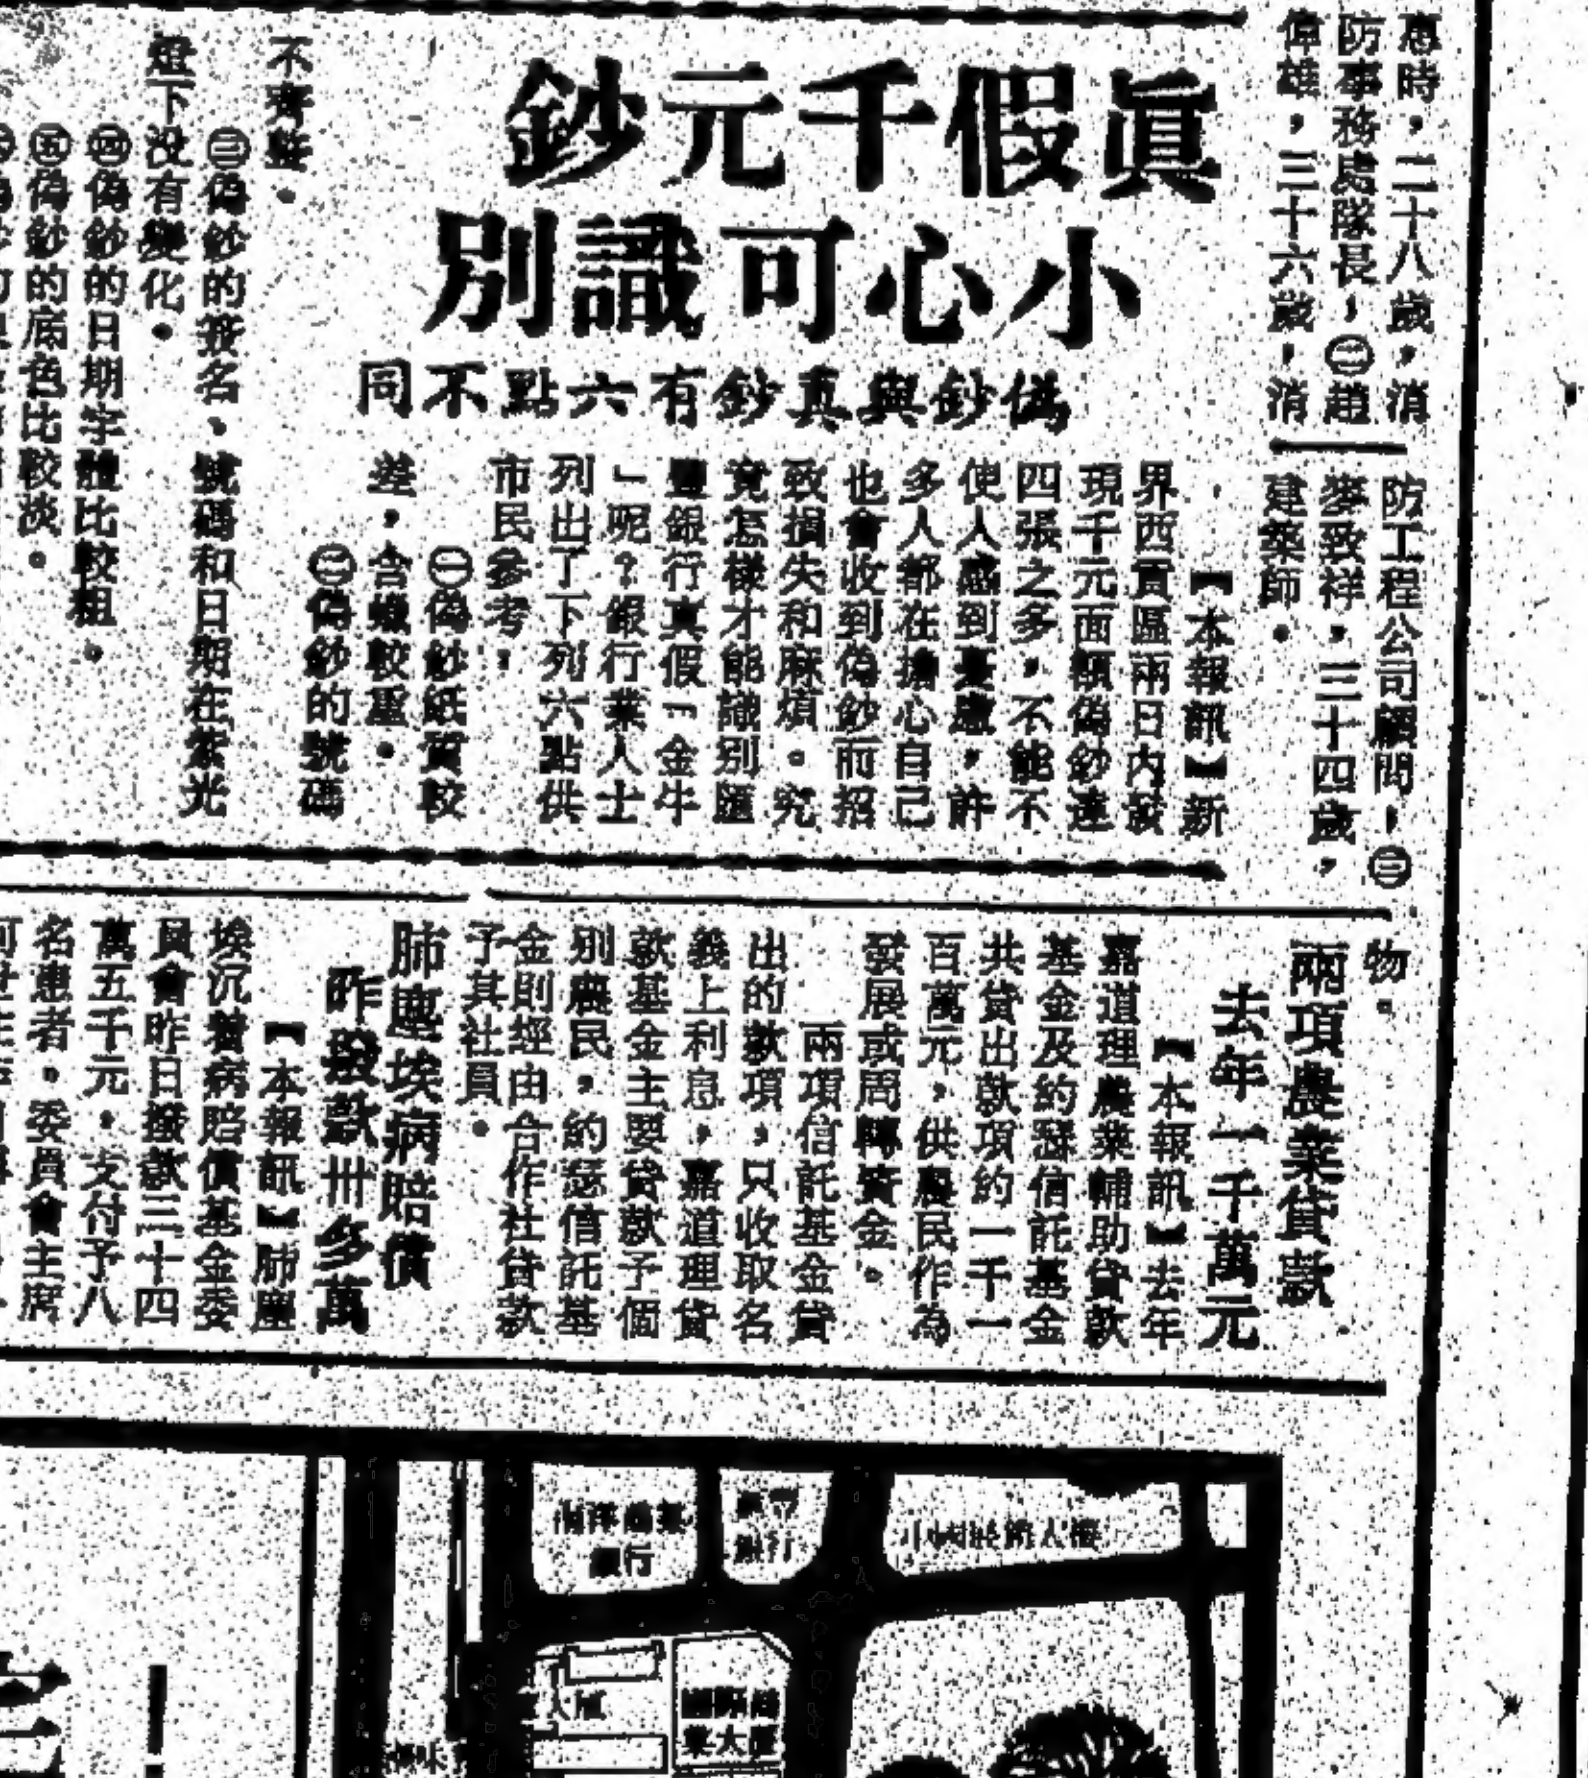 惠時，二十八歲，消
防事務處隊長，㊁趙
偉雄，三十六歲，消
防工程公司顧問，㊂
麥致祥，三十四歲，
建築師。
眞假千元鈔
小心可識別
偽鈔與真鈔有六點不同
【本報訊】新
界西貢區兩日內發
現千元面額偽鈔達
四張之多，不能不
使人感到憂慮，許
多人都在擔心自己
也會收到偽鈔而招
致損失和麻煩。究
竟怎樣才能識別匯
豐銀行真假「金牛
」呢？銀行業人士
列出了下列六點供
市民參考，
㊀偽鈔紙質較
差，含蠟較重。
㊁偽鈔的號碼
不齊整。
㊂偽鈔的簽名、號碼和日期在紫光
燈下没有變化。
㊃偽鈔的日期字體比較粗。
㊄偽鈔的底色比較淡。
物。
兩項農業貸款
去年一千萬元
【本報訊】去年
嘉道理農業輔助貸款
基金及約瑟信託基金
共貸出款項約一千一
百萬元，供農民作為
發展或周轉資金。
兩項信託基金貸
出的款項，只收取名
義上利息，嘉道理貸
款基金主要貸款予個
別農民，約瑟信託基
金則經由合作社貸款
予其社員。
肺塵埃病賠償
昨撥款卅多萬
【本報訊】肺塵
埃沉着病賠償基金委
員會昨日撥款三十四
萬五千元，支付予八
名患者。委員會主席
銀行
銀行
國際商
業大厦
！